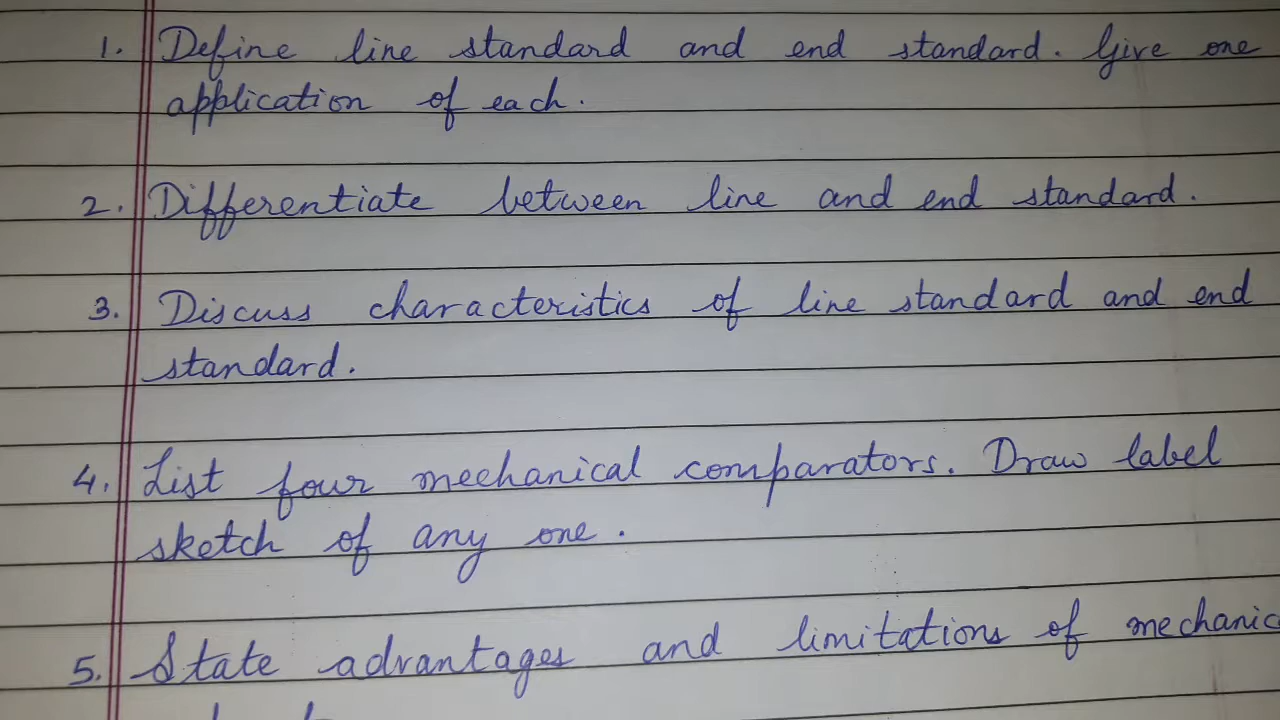 1. Define line standard and end standard. Give one
application of each.
2. Differentiate between line and end standard.
3. Discuss characteristics of line standard and end
standard.
4. List four mechanical comparators. Draw label
sketch of any one.
5. State advantages and limitations of mechanic